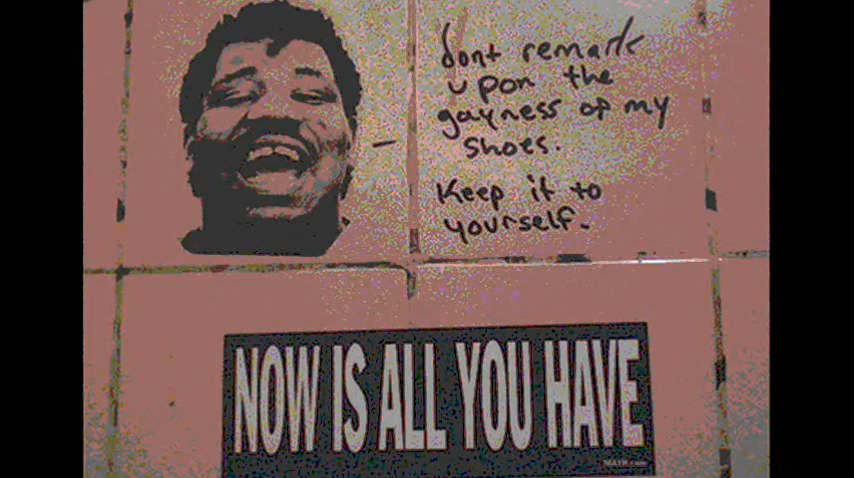 dont remark
upon the
gayness of my
shoes.
Keep it to
yourself.
NOW IS ALL YOU HAVE